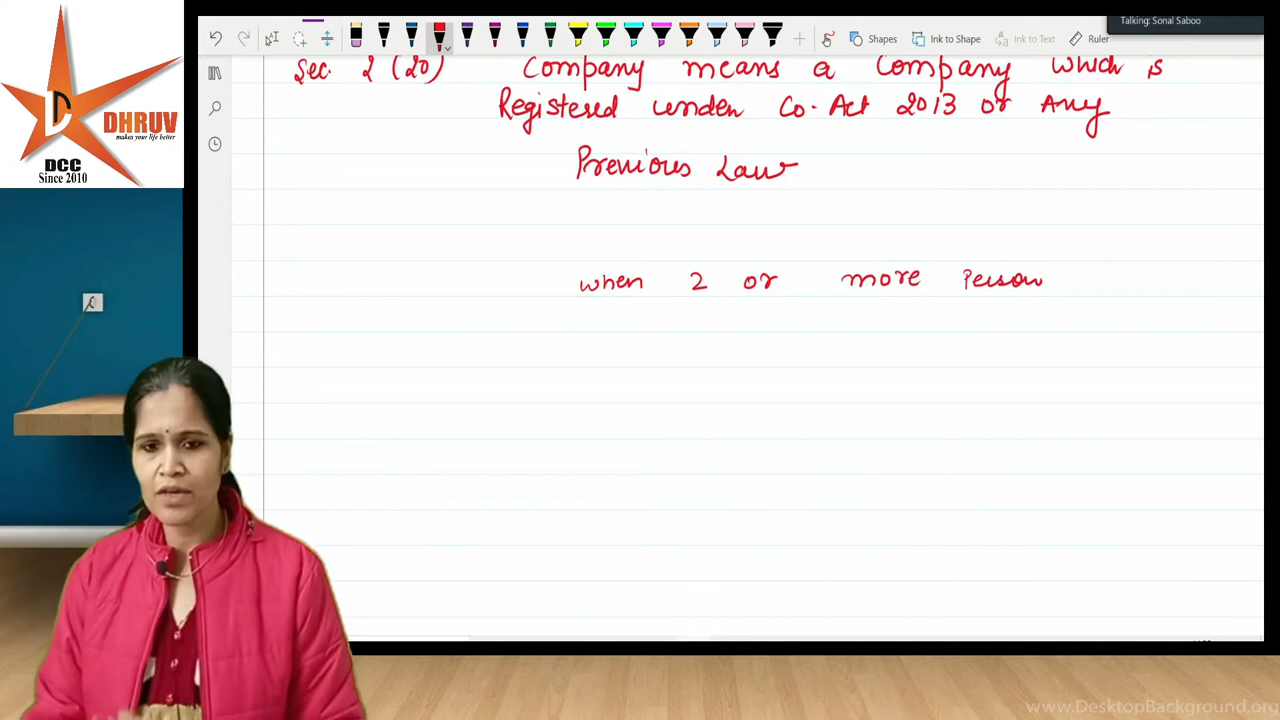 Talking: Sonal Saboo
Shapes
Ink to Shape
Ink to Text
Ruler
D
DHRUV
makes your life better
DCC
Since 2010
Sec. 2 (20) Company means a Company which is
Registered under Co. Act 2013 or Any
Previous Law
when 2 or more Person
www.DesktopBackground.org